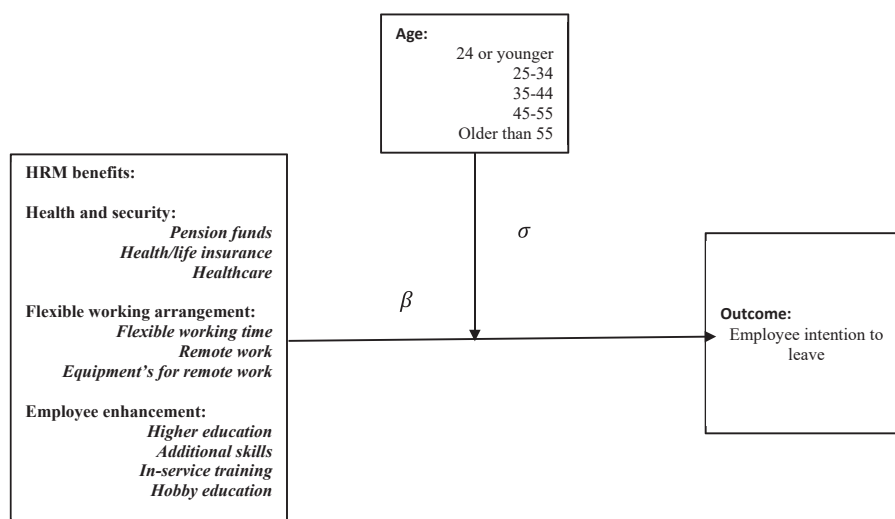 Age:
24 or younger
25-34
35-44
45-55
Older than 55
HRM benefits:
Health and security:
Pension funds
Health/life insurance
Healthcare
Flexible working arrangement:
Flexible working time
Remote work
Equipment’s for remote work
Employee enhancement:
Higher education
Additional skills
In-service training
Hobby education
σ
β
Outcome:
Employee intention to
leave